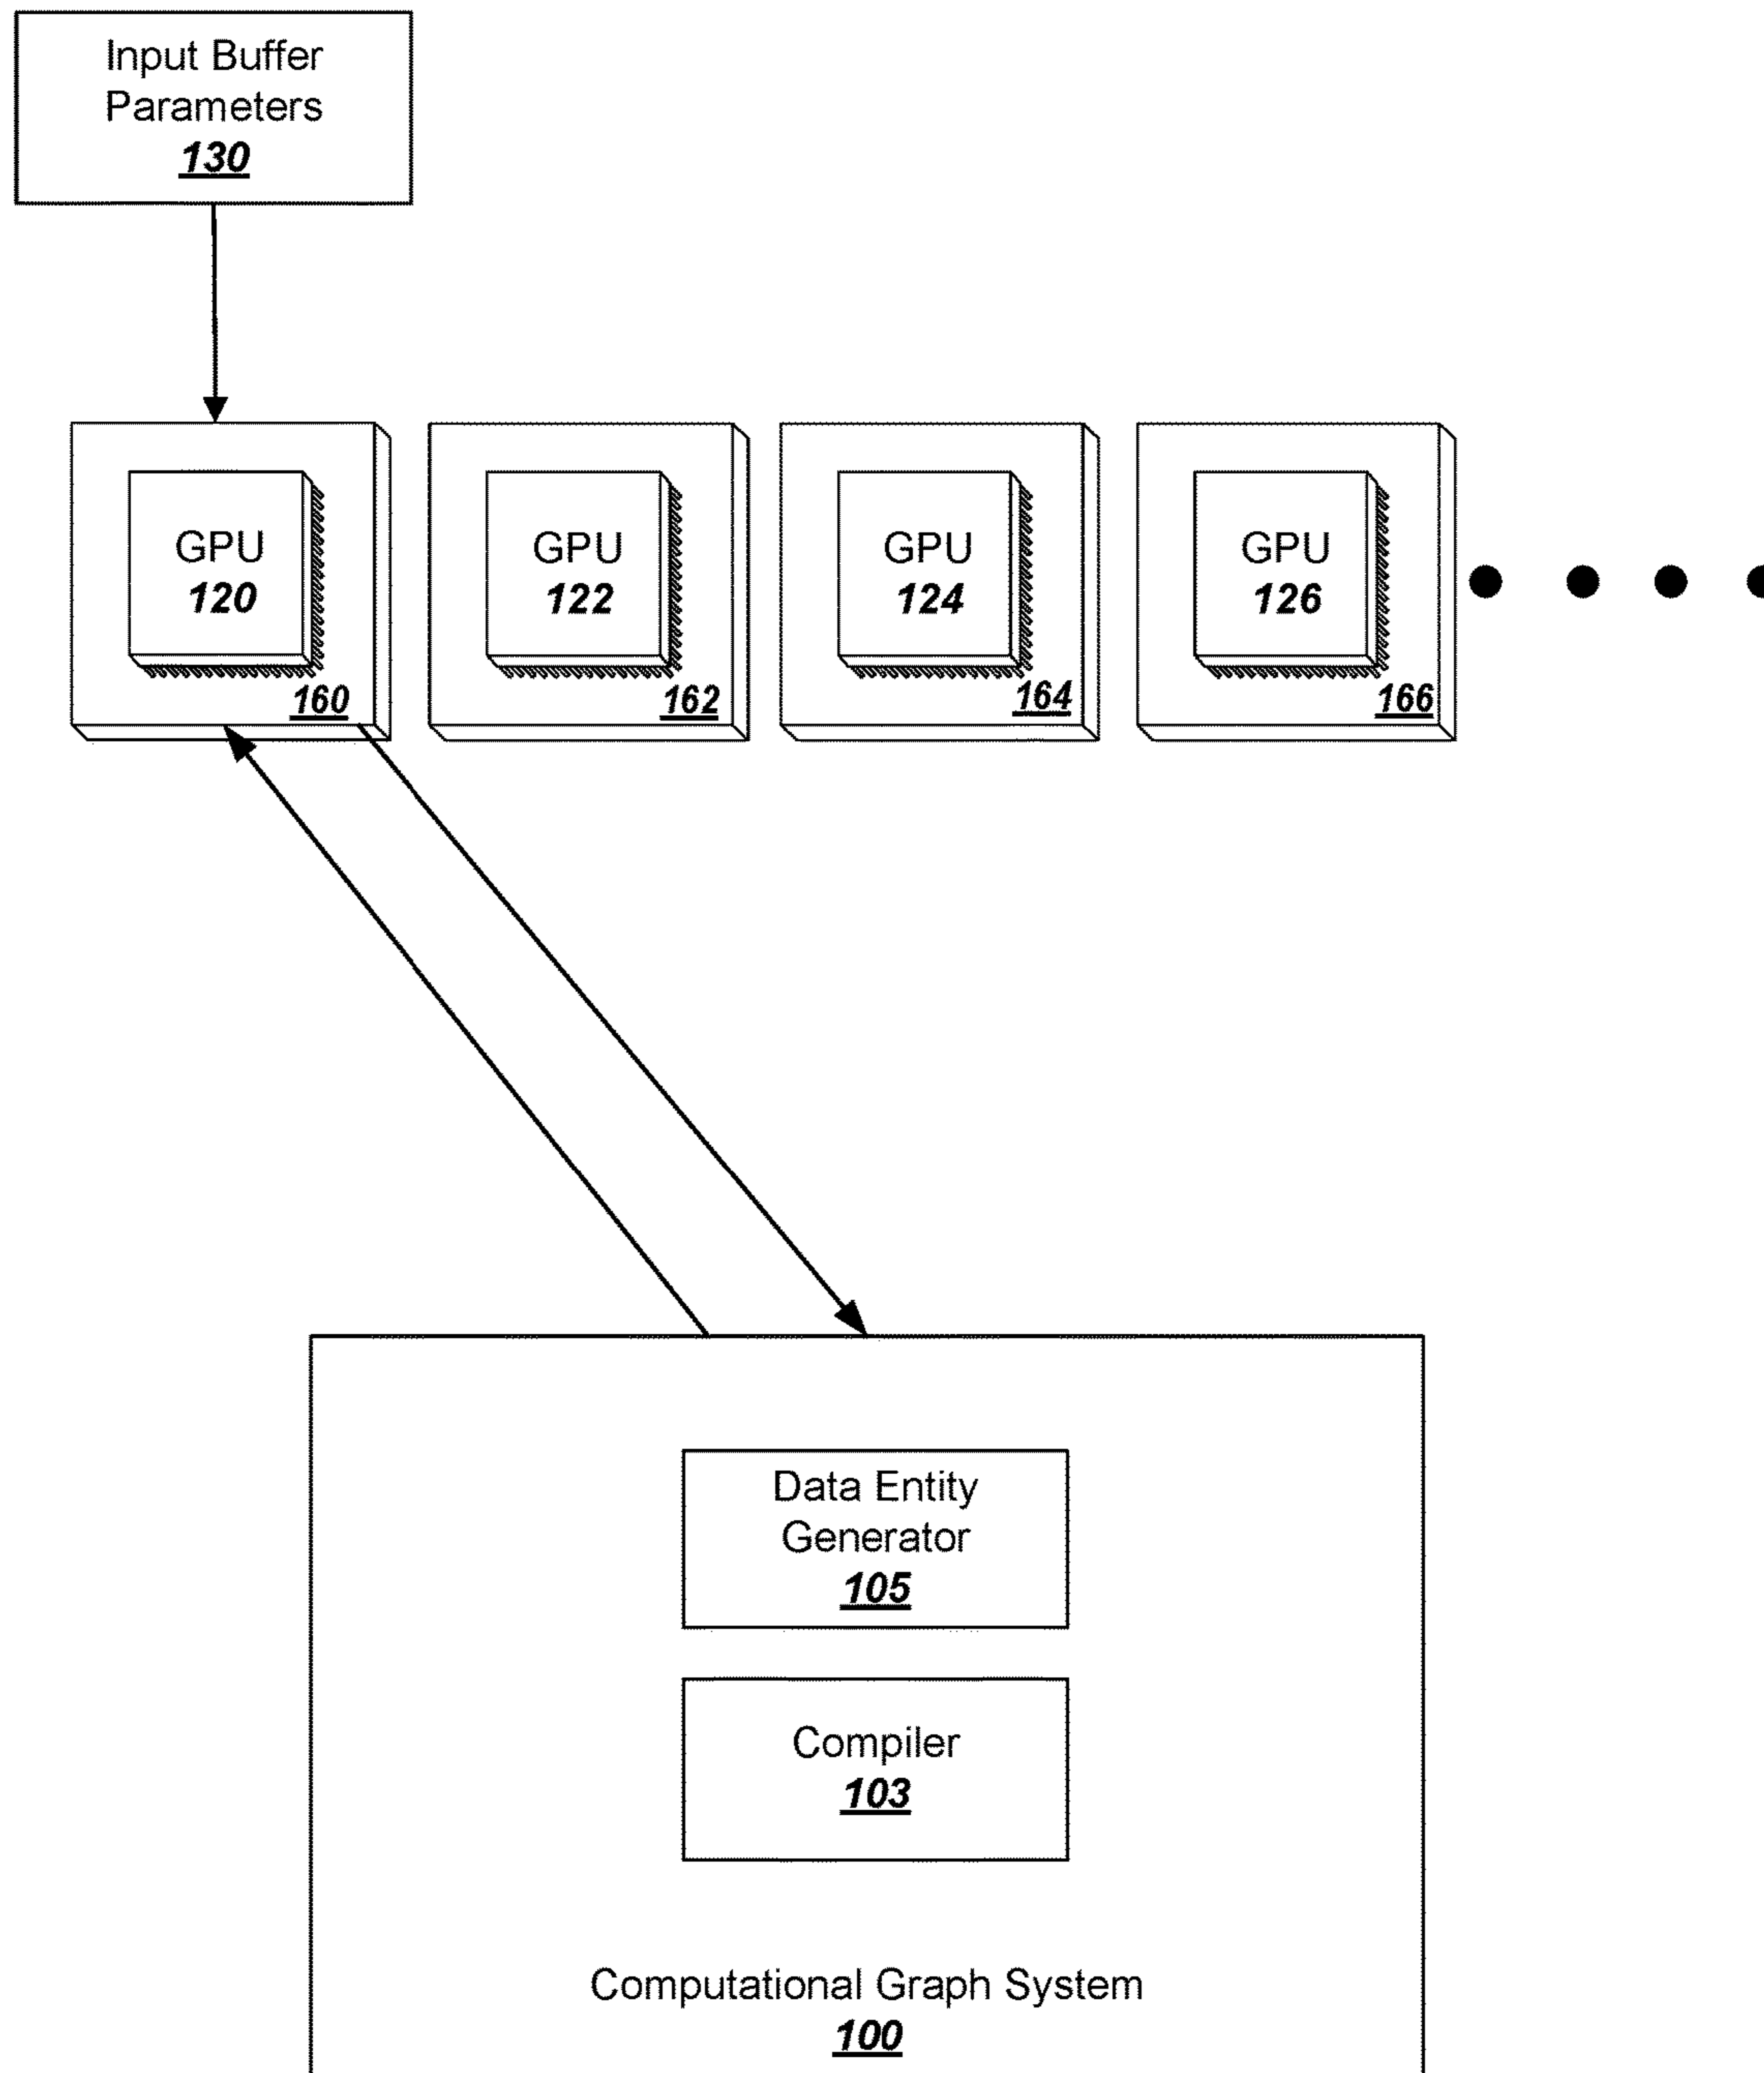 Input Buffer
Parameters
130
GPU
120
160
GPU
122
162
GPU
124
164
GPU
126
166
Data Entity
Generator
105
Compiler
103
Computational Graph System
100